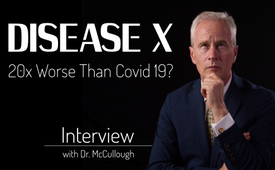 DISEASE X
20x Worse Than Covid 19?
Interview
with Dr. McCullough